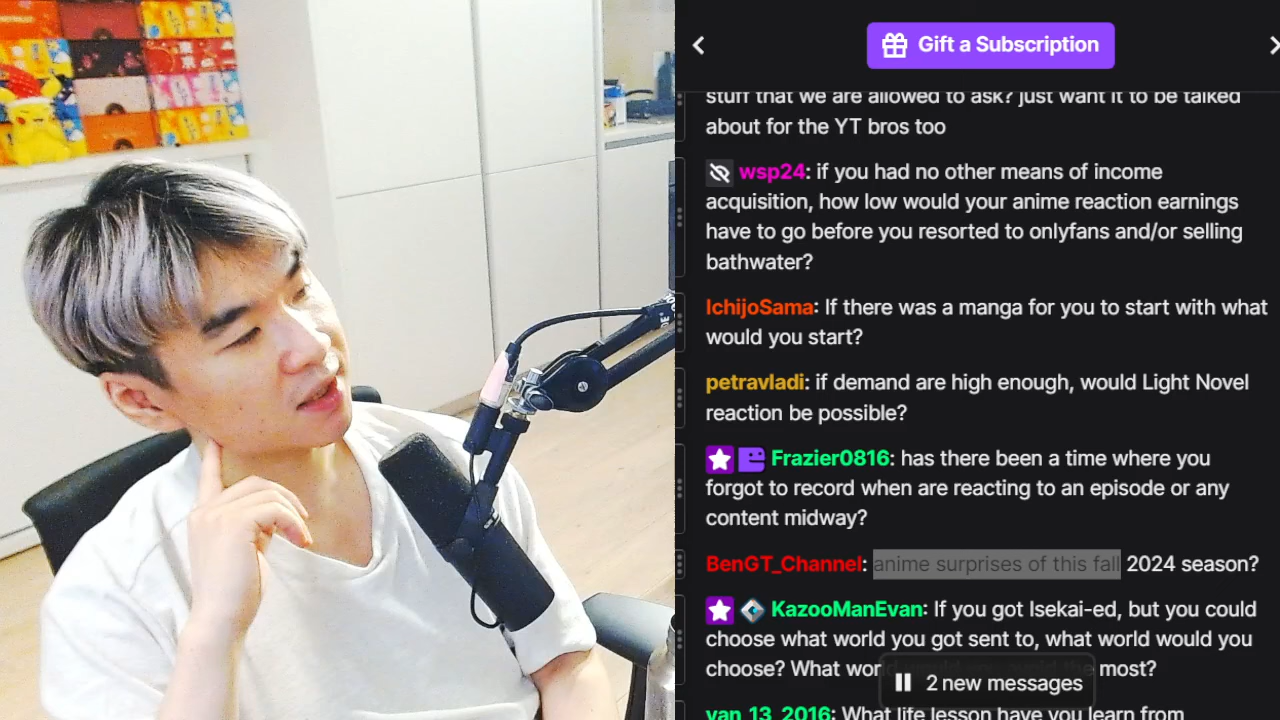 Gift a Subscription
stuff that we are allowed to ask? just want it to be talked
about for the YT bros too
wsp24: if you had no other means of income
acquisition, how low would your anime reaction earnings
have to go before you resorted to onlyfans and/or selling
bathwater?
IchijoSama: If there was a manga for you to start with what
would you start?
petravladi: if demand are high enough, would Light Novel
reaction be possible?
Frazier0816: has there been a time where you
forgot to record when are reacting to an episode or any
content midway?
BenGT_Channel: anime surprises of this fall 2024 season?
KazooManEvan: If you got Isekai-ed, but you could
choose what world you got sent to, what world would you
choose? What world would you avoid the most?
2 new messages
van_13_2016: What life lesson have you learn from